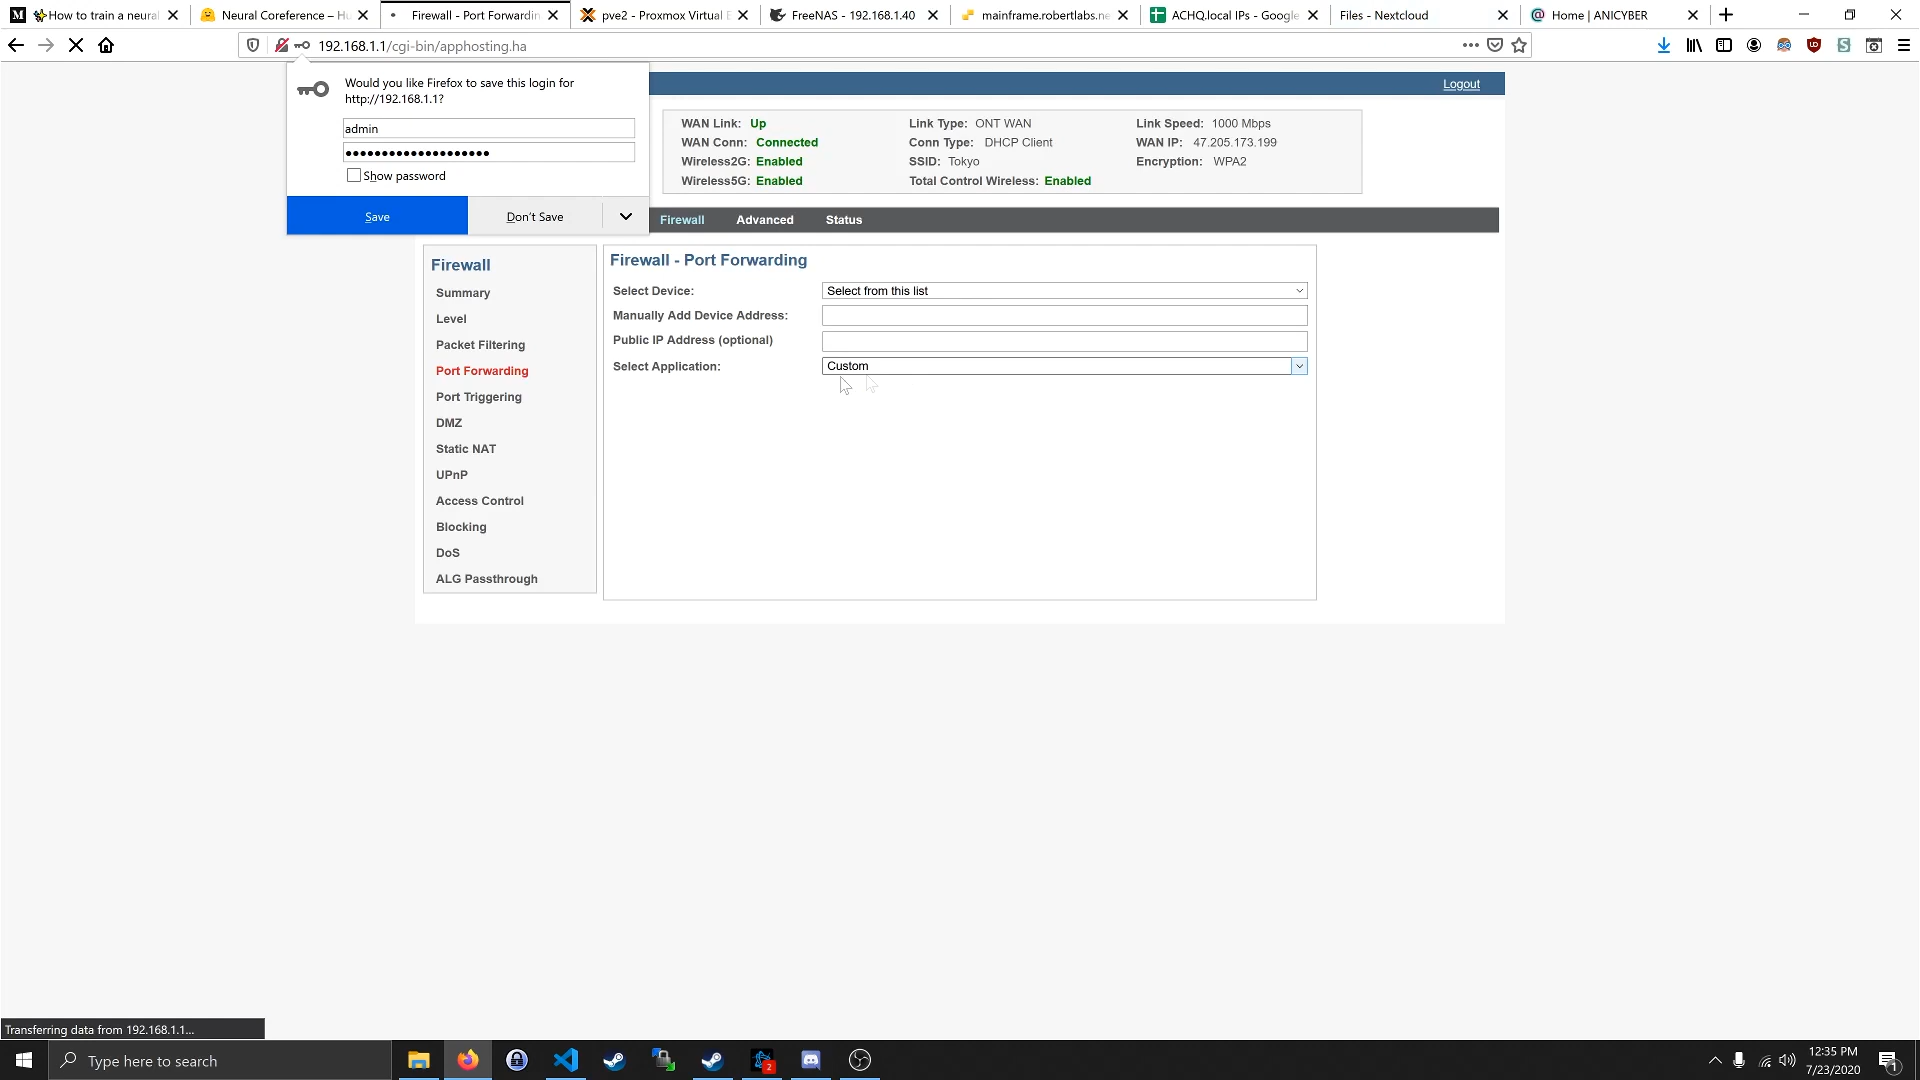 How to train a neural
Neural Coreference – Hu
Firewall - Port Forwardin
pve2 - Proxmox Virtual E
FreeNAS - 192.168.1.40
mainframe.robertlabs.ne
ACHQ.local IPs - Google
Files - Nextcloud
Home | ANICYBER
192.168.1.1/cgi-bin/apphosting.ha
Would you like Firefox to save this login for
http://192.168.1.1?
admin
••••••••••••••••••••
Show password
Save
Don't Save
Logout
WAN Link: Up
Link Type: ONT WAN
Link Speed: 1000 Mbps
WAN Conn: Connected
Conn Type: DHCP Client
WAN IP: 47.205.173.199
Wireless2G: Enabled
SSID: Tokyo
Encryption: WPA2
Wireless5G: Enabled
Total Control Wireless: Enabled
Firewall
Advanced
Status
Firewall
Summary
Level
Packet Filtering
Port Forwarding
Port Triggering
DMZ
Static NAT
UPnP
Access Control
Blocking
DoS
ALG Passthrough
Firewall - Port Forwarding
Select Device:
Select from this list
Manually Add Device Address:
Public IP Address (optional)
Select Application:
Custom
Transferring data from 192.168.1.1...
Type here to search
2
12:35 PM
7/23/2020
1